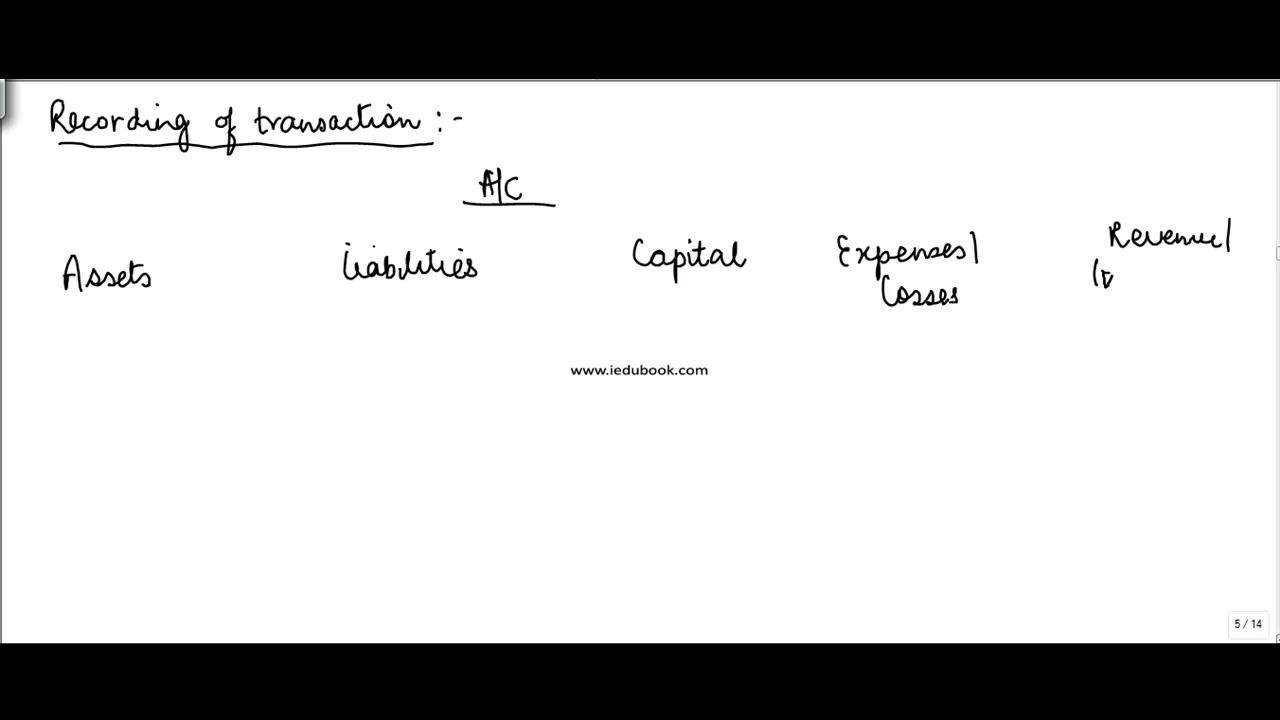 Recording of transaction :-
A/C
Assets Liabilities Capital Expenses/ Revenue/
Losses
www.iedubook.com
5 / 14